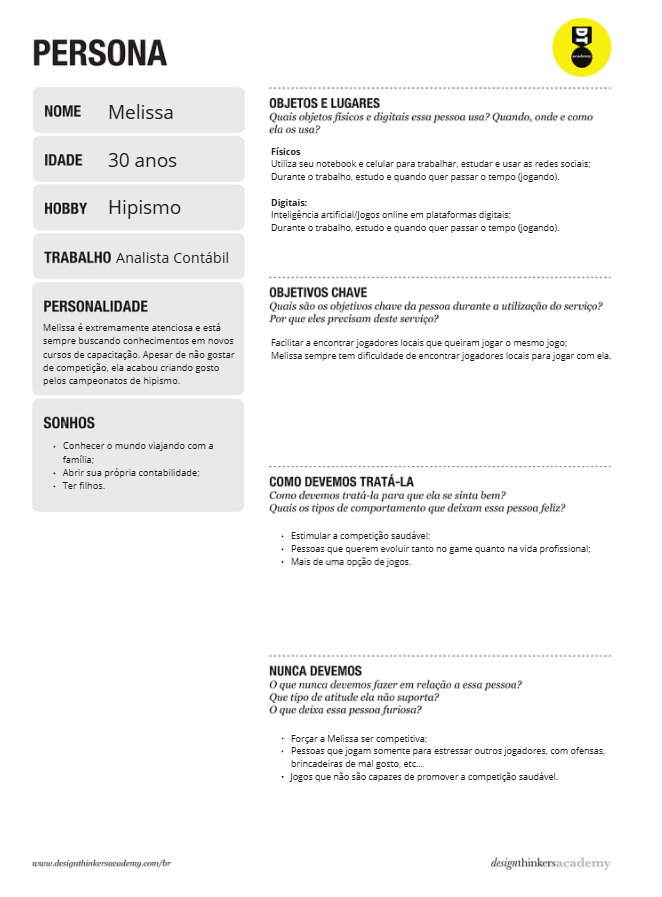 PERSONA
DT
academy
NOME Melissa
IDADE 30 anos
HOBBY Hipismo
TRABALHO Analista Contábil
PERSONALIDADE
Melissa é extremamente atenciosa e está
sempre buscando conhecimentos em novos
cursos de capacitação. Apesar de não gostar
de competição, ela acabou criando gosto
pelos campeonatos de hipismo.
SONHOS
• Conhecer o mundo viajando com a
família;
• Abrir sua própria contabilidade;
• Ter filhos.
OBJETOS E LUGARES
Quais objetos físicos e digitais essa pessoa usa? Quando, onde e como
ela os usa?
Físicos
Utiliza seu notebook e celular para trabalhar, estudar e usar as redes sociais;
Durante o trabalho, estudo e quando quer passar o tempo (jogando).
Digitais:
Inteligência artificial/Jogos online em plataformas digitais;
Durante o trabalho, estudo e quando quer passar o tempo (jogando).
OBJETIVOS CHAVE
Quais são os objetivos chave da pessoa durante a utilização do serviço?
Por que eles precisam deste serviço?
Facilitar a encontrar jogadores locais que queiram jogar o mesmo jogo;
Melissa sempre tem dificuldade de encontrar jogadores locais para jogar com ela.
COMO DEVEMOS TRATÁ-LA
Como devemos tratá-la para que ela se sinta bem?
Quais os tipos de comportamento que deixam essa pessoa feliz?
• Estimular a competição saudável;
• Pessoas que querem evoluir tanto no game quanto na vida profissional;
• Mais de uma opção de jogos.
NUNCA DEVEMOS
O que nunca devemos fazer em relação a essa pessoa?
Que tipo de atitude ela não suporta?
O que deixa essa pessoa furiosa?
• Forçar a Melissa ser competitiva;
• Pessoas que jogam somente para estressar outros jogadores, com ofensas,
brincadeiras de mal gosto, etc...
• Jogos que não são capazes de promover a competição saudável.
www.designthinkersacademy.com/br
designthinkersacademy